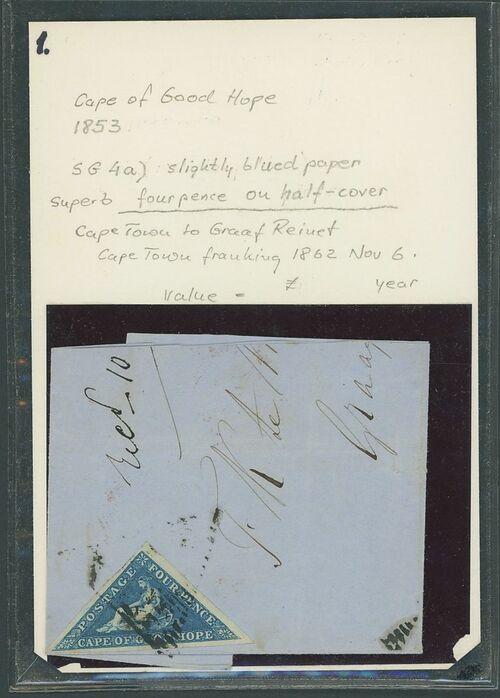 1.
Cape of Good Hope
1853
SG 4a) slightly blued paper
superb fourpence on half-cover
Cape Town to Graaf Reinet
Cape Town franking 1862 Nov 6.
Value - £ year
10
POSTAGE
FOUR PENCE
CAPE OF GOOD HOPE